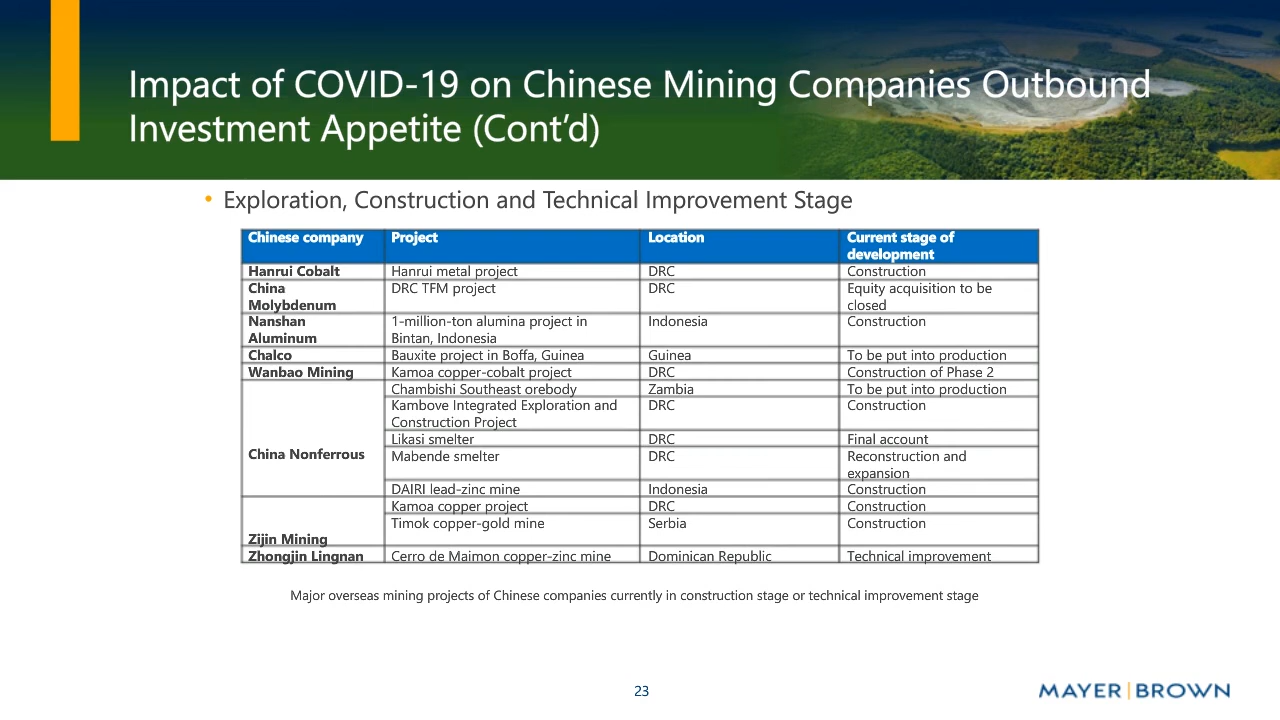 Impact of COVID-19 on Chinese Mining Companies Outbound
Investment Appetite (Cont'd)
• Exploration, Construction and Technical Improvement Stage
Chinese company Project Location Current stage of
development
Hanrui Cobalt Hanrui metal project DRC Construction
China DRC TFM project DRC Equity acquisition to be
Molybdenum closed
Nanshan 1-million-ton alumina project in Indonesia Construction
Aluminum Bintan, Indonesia
Chalco Bauxite project in Boffa, Guinea Guinea To be put into production
Wanbao Mining Kamoa copper-cobalt project DRC Construction of Phase 2
Chambishi Southeast orebody Zambia To be put into production
Kambove Integrated Exploration and DRC Construction
Construction Project
Likasi smelter DRC Final account
China Nonferrous Mabende smelter DRC Reconstruction and
expansion
DAIRI lead-zinc mine Indonesia Construction
Kamoa copper project DRC Construction
Timok copper-gold mine Serbia Construction
Zijin Mining
Zhongjin Lingnan Cerro de Maimon copper-zinc mine Dominican Republic Technical improvement
Major overseas mining projects of Chinese companies currently in construction stage or technical improvement stage
23
MAYER | BROWN